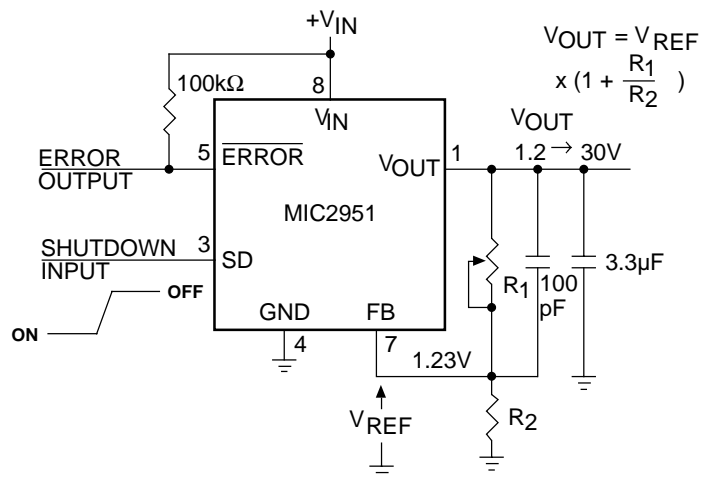 +VIN
VOUT = VREF
x (1 + R1
R2 )
100kΩ
8
VIN
VOUT
1.2 → 30V
ERROR
OUTPUT
5
ERROR
VOUT
1
MIC2951
SHUTDOWN
INPUT
3
SD
R1
100
pF
3.3µF
OFF
ON
GND
FB
4
7
1.23V
VREF
R2